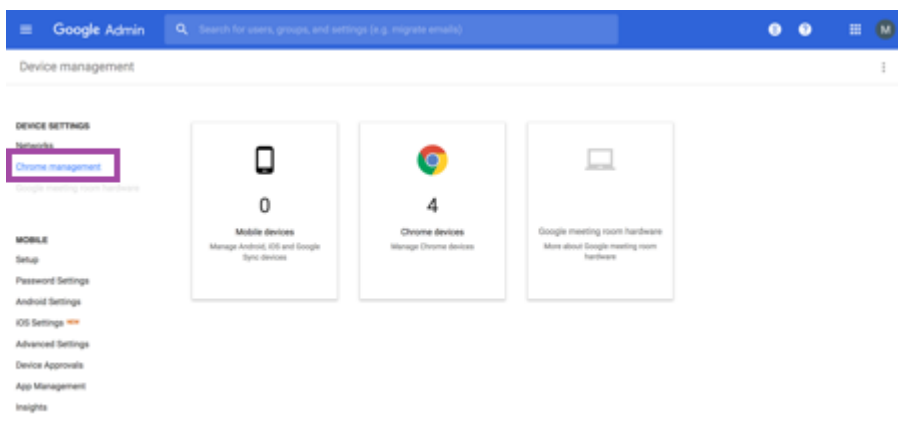 Google Admin
Search for users, groups, and settings (e.g. migrate emails)
M
Device management
DEVICE SETTINGS
Networks
Chrome management
Google meeting room hardware
MOBILE
Setup
Password Settings
Android Settings
iOS Settings NEW
Advanced Settings
Device Approvals
App Management
Insights
0
Mobile devices
Manage Android, iOS and Google
Sync devices
4
Chrome devices
Manage Chrome devices
Google meeting room hardware
More about Google meeting room
hardware